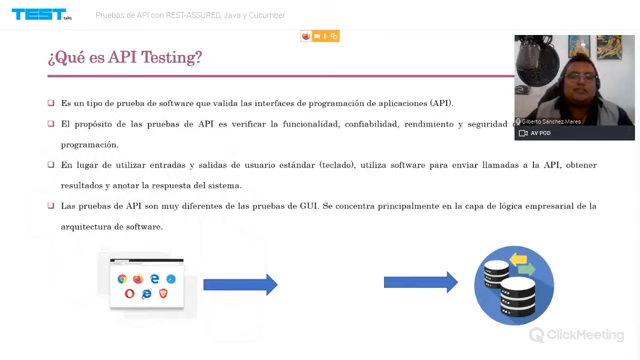 TEST
talks
Pruebas de API con REST-ASSURED, Java y Cucumber
¿Qué es API Testing?
Es un tipo de prueba de software que valida las interfaces de programación de aplicaciones (API).
El propósito de las pruebas de API es verificar la funcionalidad, confiabilidad, rendimiento y seguridad
programación.
En lugar de utilizar entradas y salidas de usuario estándar (teclado), utiliza software para enviar llamadas a la API, obtener
resultados y anotar la respuesta del sistema.
Las pruebas de API son muy diferentes de las pruebas de GUI. Se concentra principalmente en la capa de lógica empresarial de la
arquitectura de software.
Gilberto Sánchez Mares
AV POD
ClickMeeting